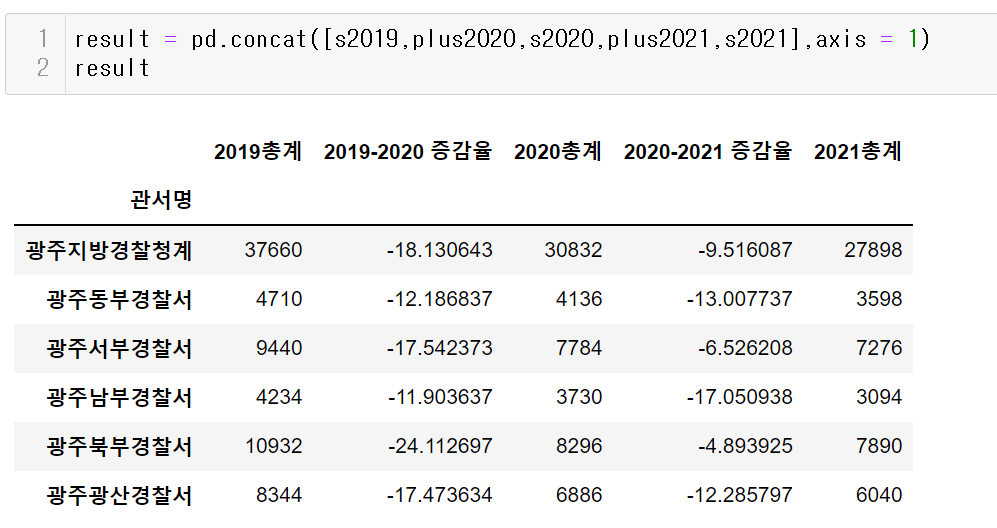 1 result = pd.concat([s2019,plus2020,s2020,plus2021,s2021],axis = 1)
2 result
2019총계 2019-2020 증감율 2020총계 2020-2021 증감율 2021총계
관서명
광주지방경찰청계 37660 -18.130643 30832 -9.516087 27898
광주동부경찰서 4710 -12.186837 4136 -13.007737 3598
광주서부경찰서 9440 -17.542373 7784 -6.526208 7276
광주남부경찰서 4234 -11.903637 3730 -17.050938 3094
광주북부경찰서 10932 -24.112697 8296 -4.893925 7890
광주광산경찰서 8344 -17.473634 6886 -12.285797 6040